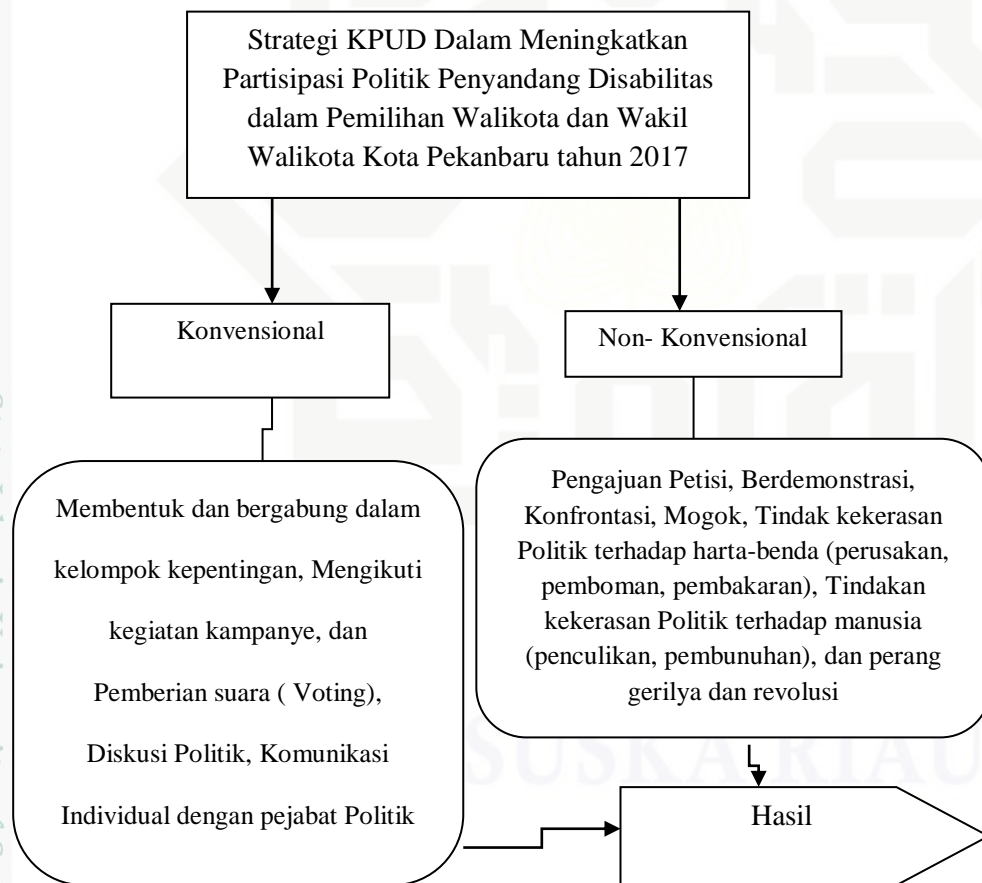 Strategi KPUD Dalam Meningkatkan
Partisipasi Politik Penyandang Disabilitas
dalam Pemilihan Walikota dan Wakil
Walikota Kota Pekanbaru tahun 2017
Konvensional
Non- Konvensional
Membentuk dan bergabung dalam
kelompok kepentingan, Mengikuti
kegiatan kampanye, dan
Pemberian suara ( Voting),
Diskusi Politik, Komunikasi
Individual dengan pejabat Politik
Pengajuan Petisi, Berdemonstrasi,
Konfrontasi, Mogok, Tindak kekerasan
Politik terhadap harta-benda (perusakan,
pemboman, pembakaran), Tindakan
kekerasan Politik terhadap manusia
(penculikan, pembunuhan), dan perang
gerilya dan revolusi
SUSKA RIAU
Hasil